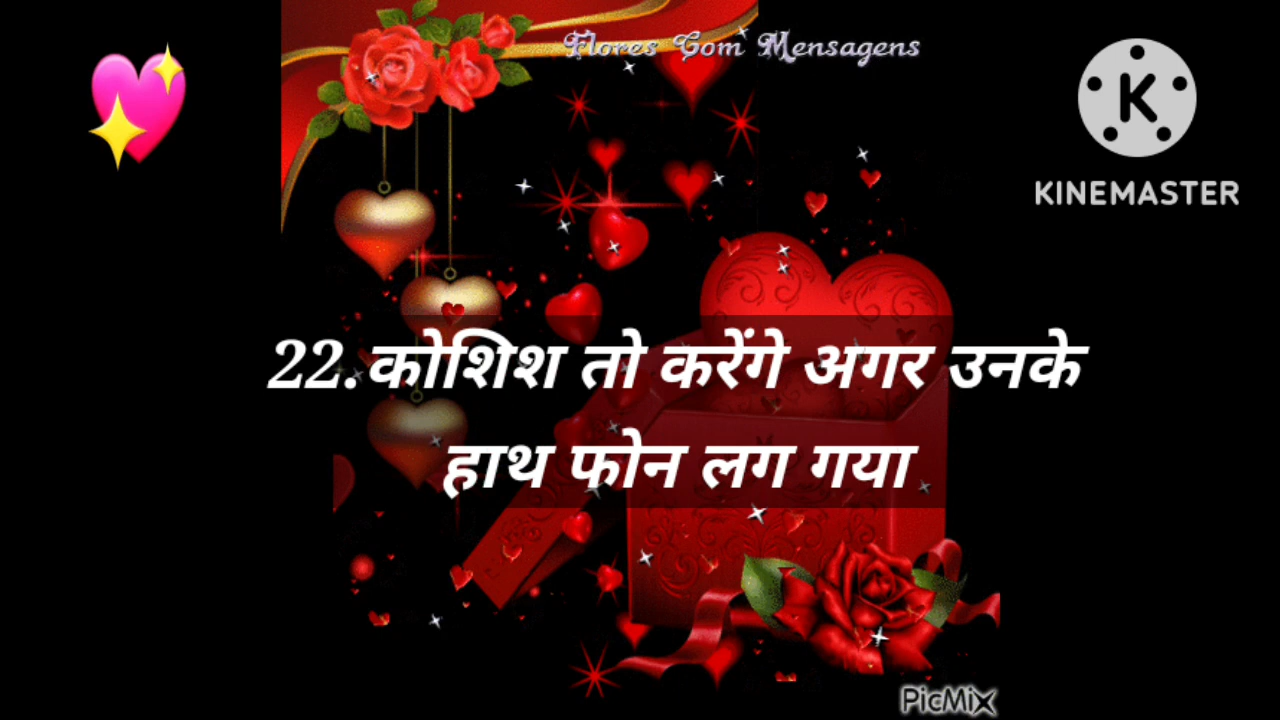 Flores Com Mensagens
KINEMASTER
22.कोशिश तो करेंगे अगर उनके
हाथ फोन लग गया
PicMix